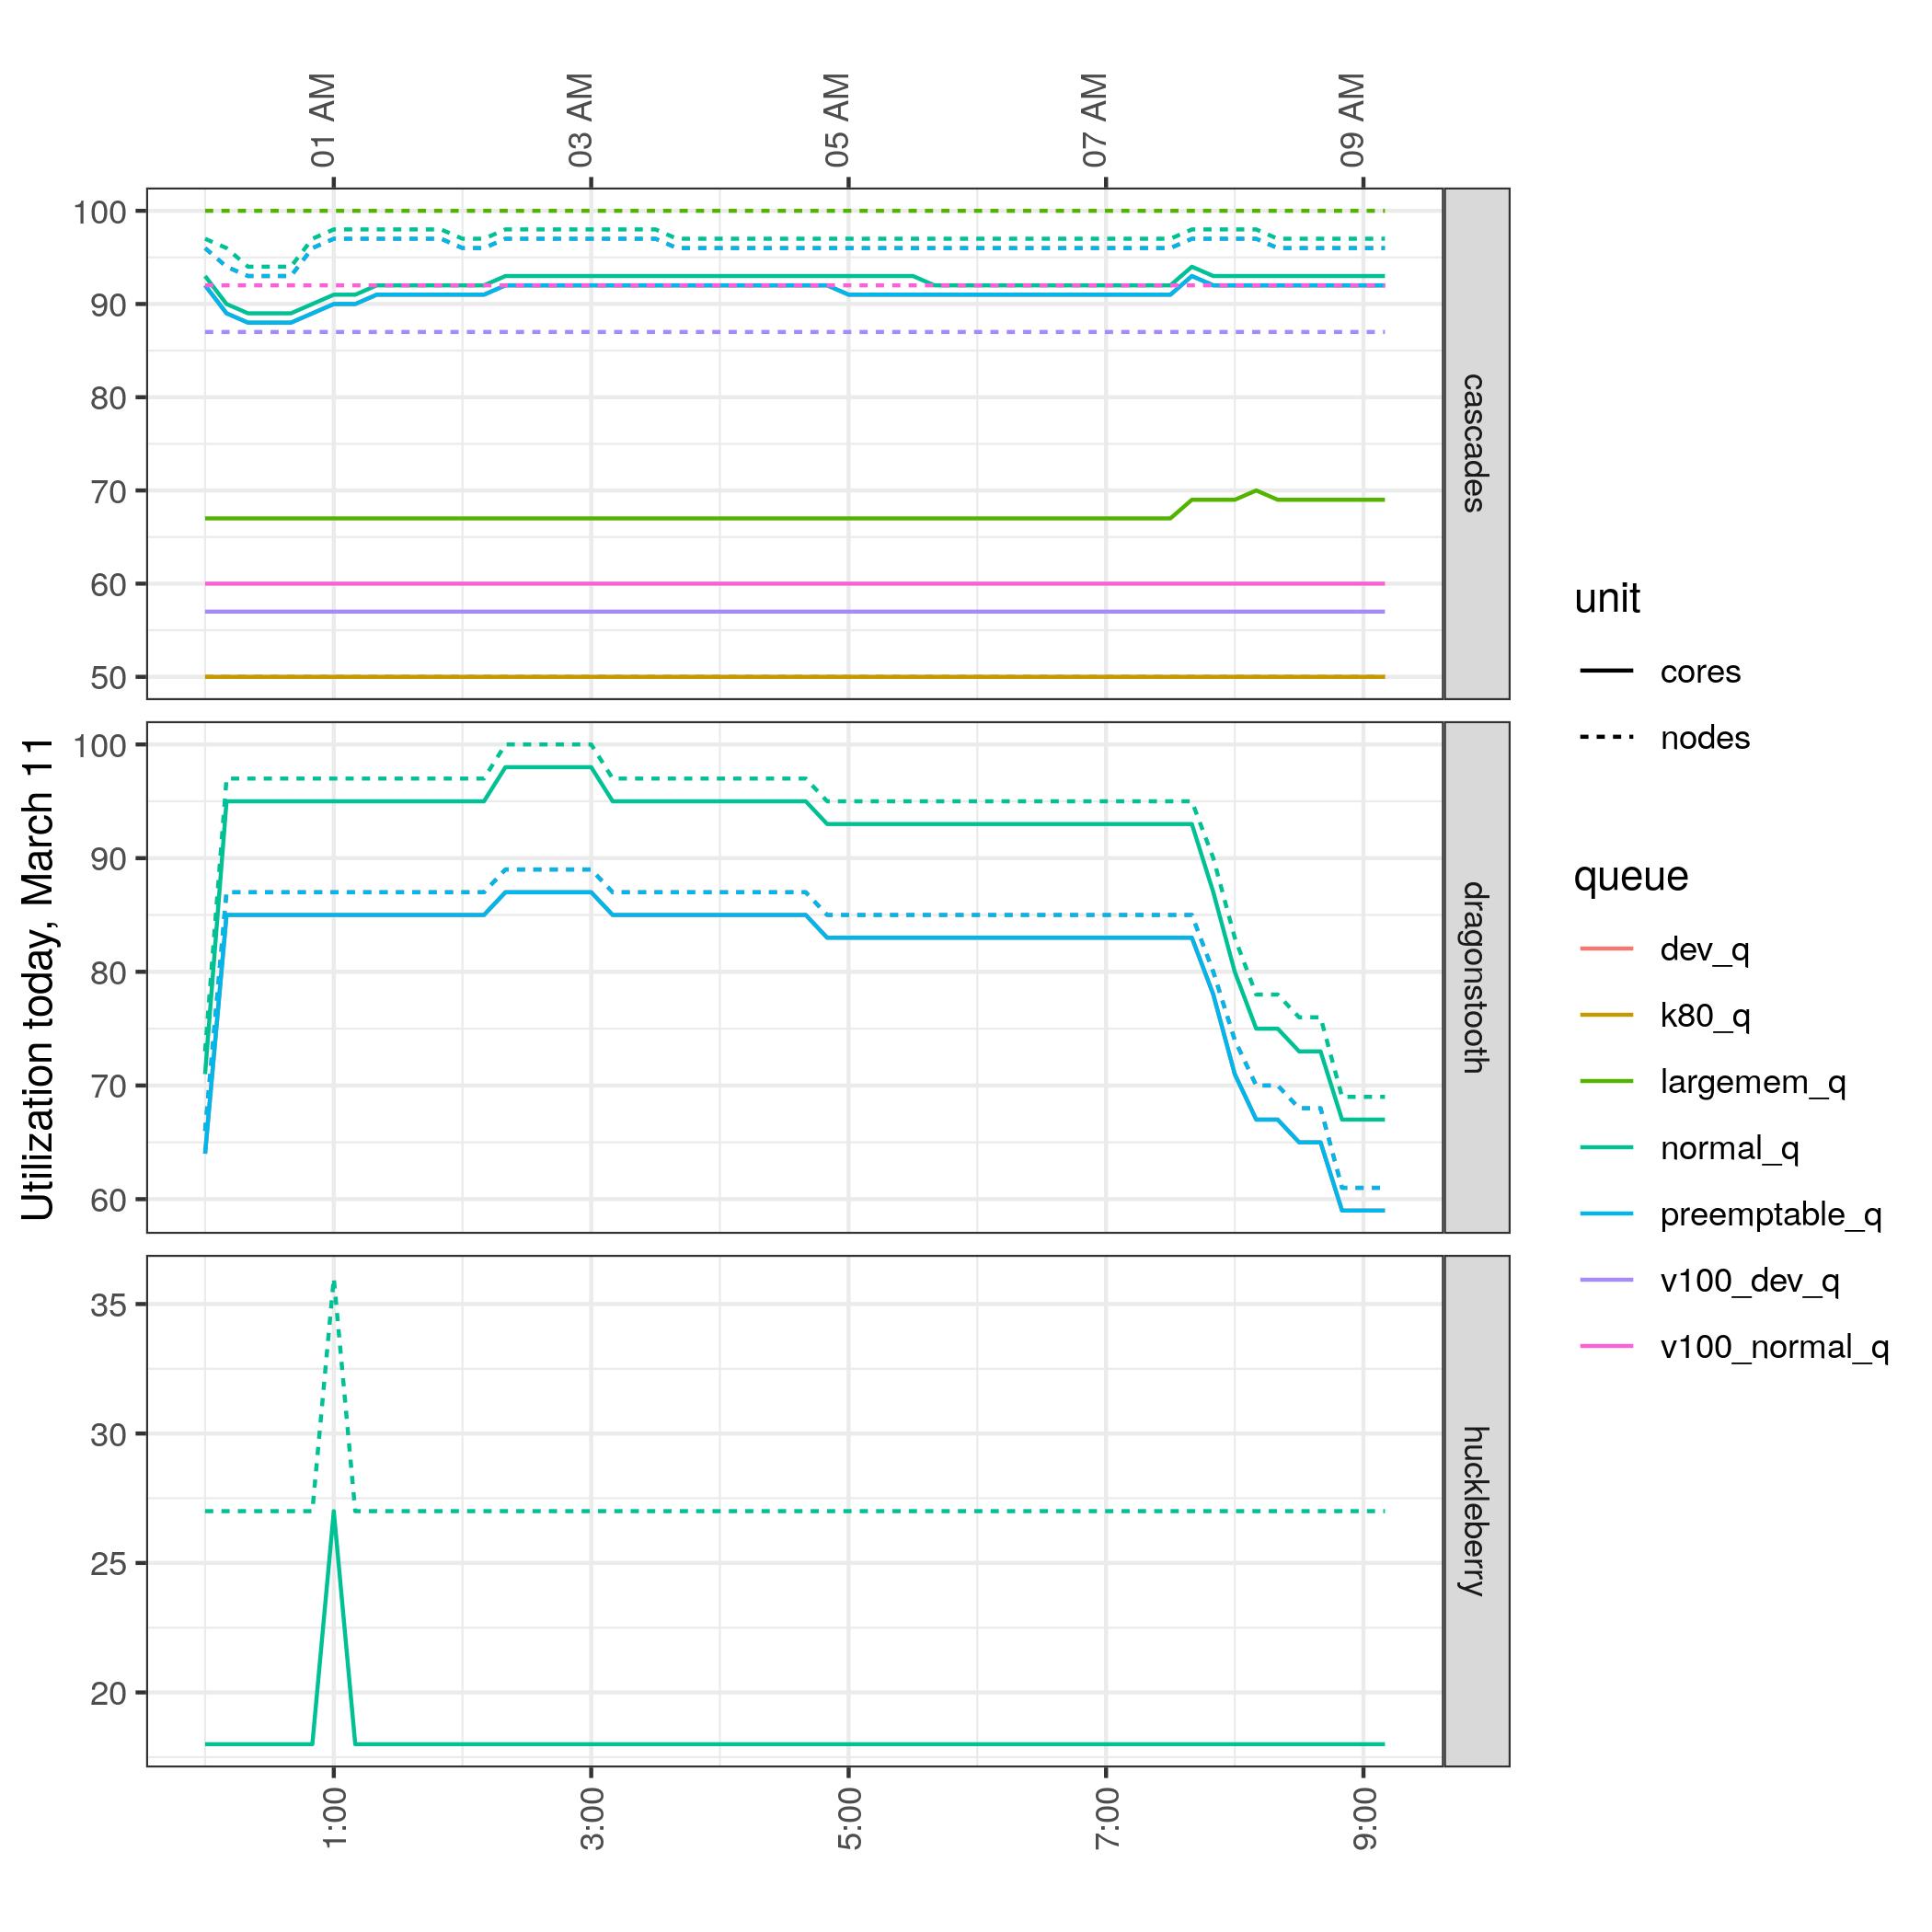 01 AM
03 AM
05 AM
07 AM
09 AM
100
90
80
70
60
50
cascades
Utilization today, March 11
100
90
80
70
60
dragonstooth
35
30
25
20
huckleberry
1:00
3:00
5:00
7:00
9:00
unit
cores
nodes
queue
dev_q
k80_q
largemem_q
normal_q
preemptable_q
v100_dev_q
v100_normal_q